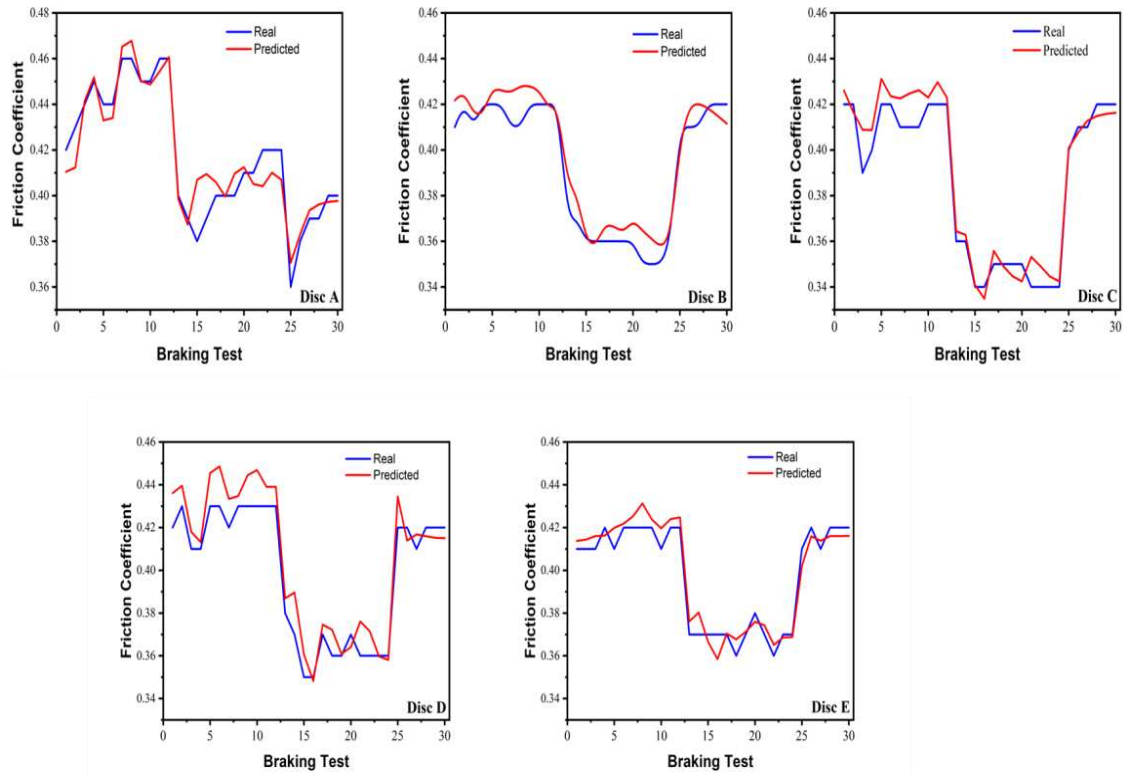 0.48
0.46
0.44
0.42
0.40
0.38
0.36
Friction Coefficient
Real
Predicted
Disc A
0 5 10 15 20 25 30
Braking Test
0.46
0.44
0.42
0.40
0.38
0.36
0.34
Friction Coefficient
Real
Predicted
Disc B
0 5 10 15 20 25 30
Braking Test
0.46
0.44
0.42
0.40
0.38
0.36
0.34
Friction Coefficient
Real
Predicted
Disc C
0 5 10 15 20 25 30
Braking Test
0.46
0.44
0.42
0.40
0.38
0.36
0.34
Friction Coefficient
Real
Predicted
Disc D
0 5 10 15 20 25 30
Braking Test
0.46
0.44
0.42
0.40
0.38
0.36
0.34
Friction Coefficient
Real
Predicted
Disc E
0 5 10 15 20 25 30
Braking Test